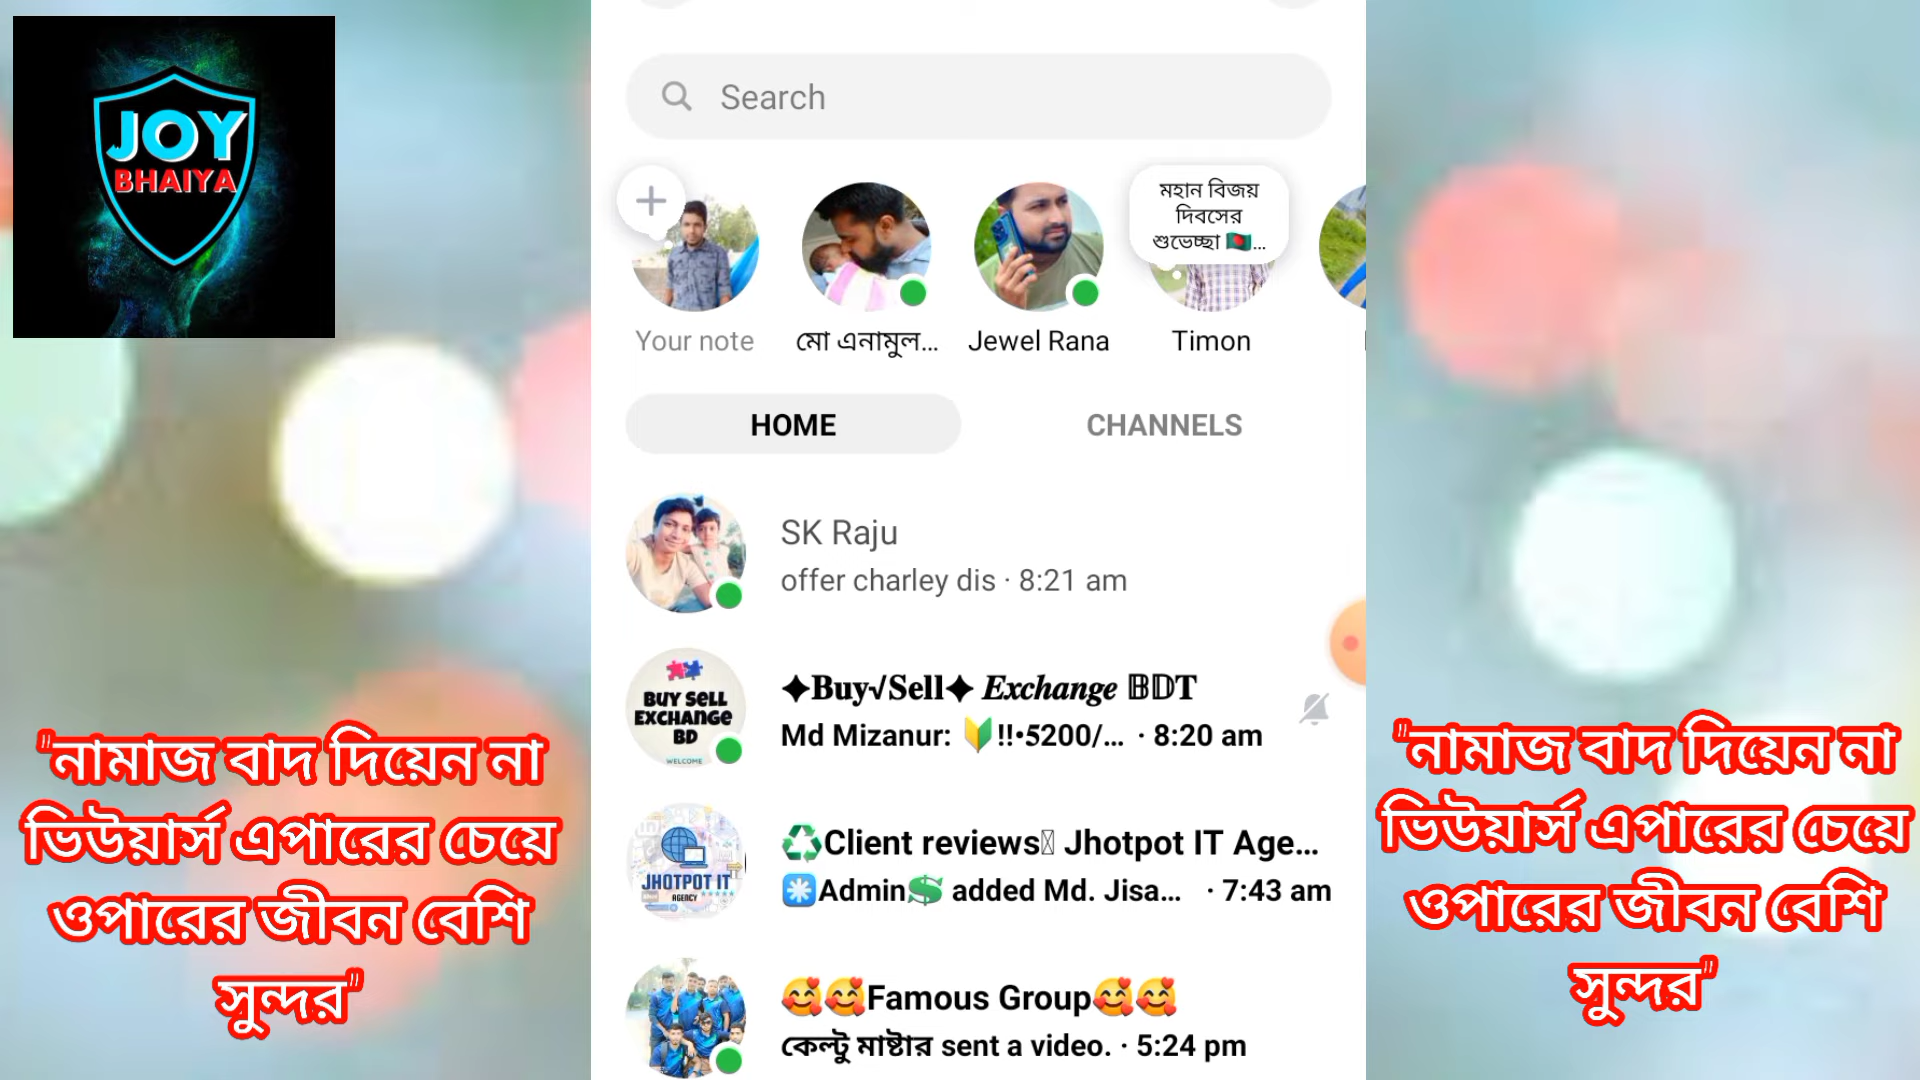 JOY
BHAIYA
"নামাজ বাদ দিয়েন না
ভিউয়ার্স এপারের চেয়ে
ওপারের জীবন বেশি
সুন্দর"
Search
মহান বিজয়
দিবসের
শুভেচ্ছা 🇧🇩...
Your note
মো এনামুল...
Jewel Rana
Timon
HOME
CHANNELS
SK Raju
offer charley dis · 8:21 am
BUY SELL
EXCHANGE
BD
WELCOME
✦𝐁𝐮𝐲√𝐒𝐞𝐥𝐥✦ 𝑬𝒙𝒄𝒉𝒂𝒏𝒈𝒆 𝔹𝔻𝐓
Md Mizanur: 🔰!!•5200/... · 8:20 am
JHOTPOT IT
AGENCY
♻️Client reviews Jhotpot IT Age...
✳️Admin💲 added Md. Jisa... · 7:43 am
🥰🥰Famous Group🥰🥰
কেল্টু মাষ্টার sent a video. · 5:24 pm
"নামাজ বাদ দিয়েন না
ভিউয়ার্স এপারের চেয়ে
ওপারের জীবন বেশি
সুন্দর"